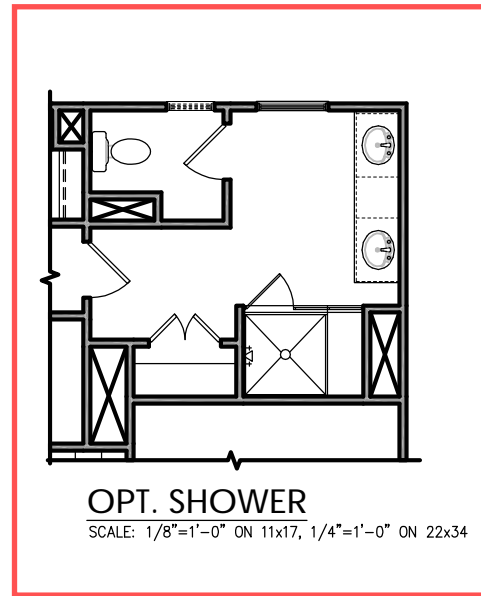 OPT. SHOWER
SCALE: 1/8"=1'-0" ON 11x17, 1/4"=1'-0" ON 22x34